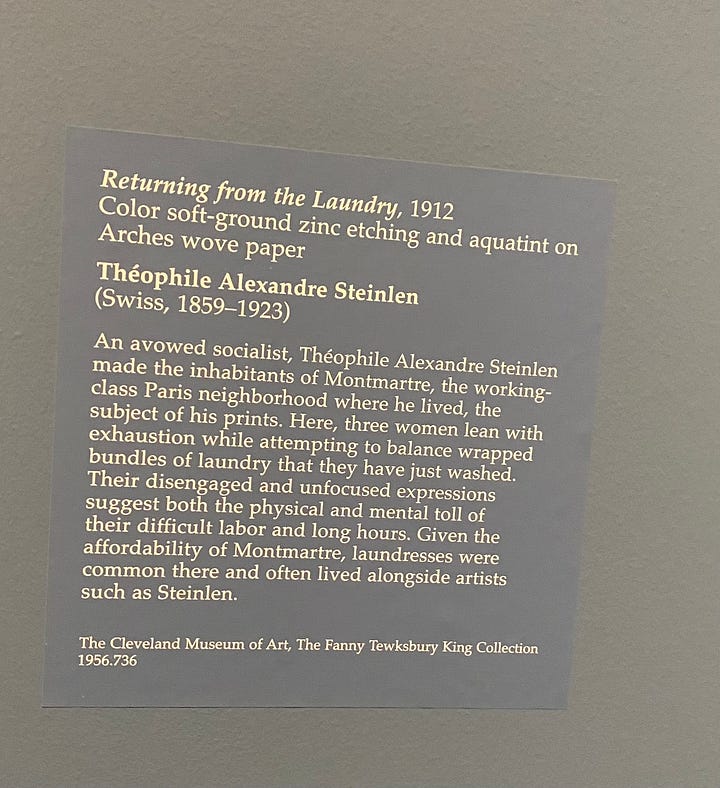 Returning from the Laundry, 1912
Color soft-ground zinc etching and aquatint on
Arches wove paper
Théophile Alexandre Steinlen
(Swiss, 1859–1923)
An avowed socialist, Théophile Alexandre Steinlen
made the inhabitants of Montmartre, the working-
class Paris neighborhood where he lived, the
subject of his prints. Here, three women lean with
exhaustion while attempting to balance wrapped
bundles of laundry that they have just washed.
Their disengaged and unfocused expressions
suggest both the physical and mental toll of
their difficult labor and long hours. Given the
affordability of Montmartre, laundresses were
common there and often lived alongside artists
such as Steinlen.
The Cleveland Museum of Art, The Fanny Tewksbury King Collection
1956.736